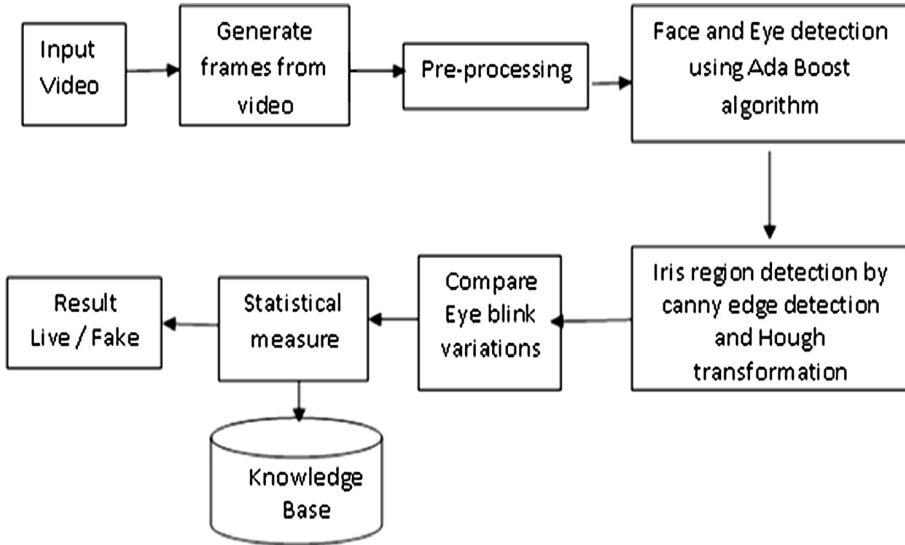 Input
Video
Generate
frames from
video
Pre-processing
Face and Eye detection
using Ada Boost
algorithm
Iris region detection by
canny edge detection
and Hough
transformation
Compare
Eye blink
variations
Statistical
measure
Result
Live / Fake
Knowledge
Base